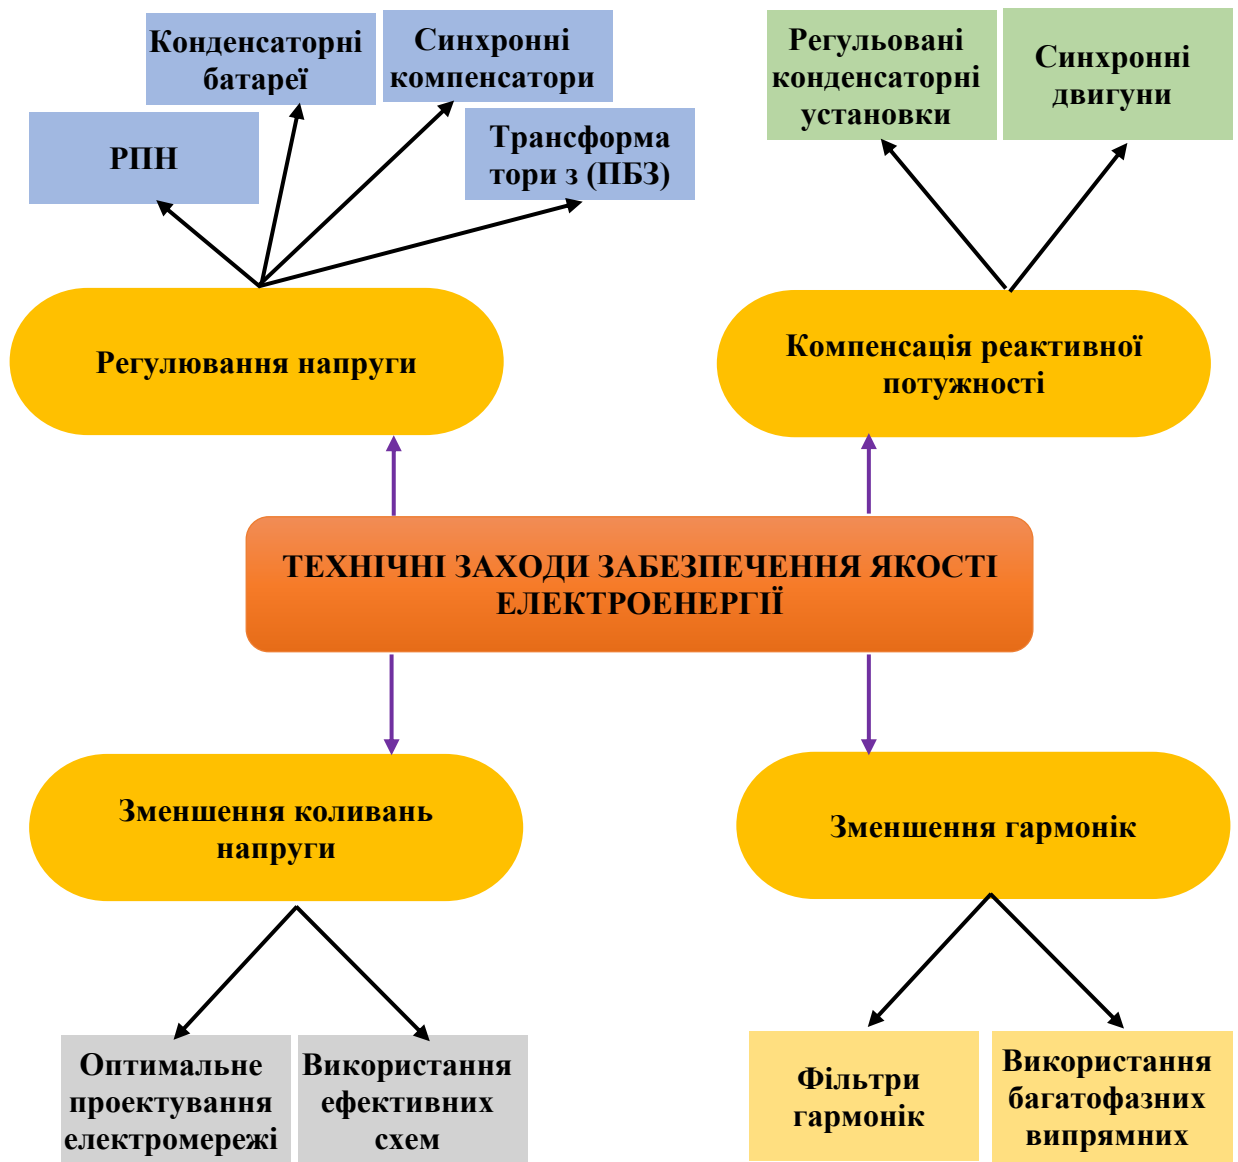 Конденсаторні
батареї
Синхронні
компенсатори
РПН
Трансформа
тори з (ПБЗ)
Регульовані
конденсаторні
установки
Синхронні
двигуни
Регулювання напруги
Компенсація реактивної
потужності
ТЕХНІЧНІ ЗАХОДИ ЗАБЕЗПЕЧЕННЯ ЯКОСТІ
ЕЛЕКТРОЕНЕРГІЇ
Зменшення коливань
напруги
Зменшення гармонік
Оптимальне
проектування
електромережі
Використання
ефективних
схем
Фільтри
гармонік
Використання
багатофазних
випрямних